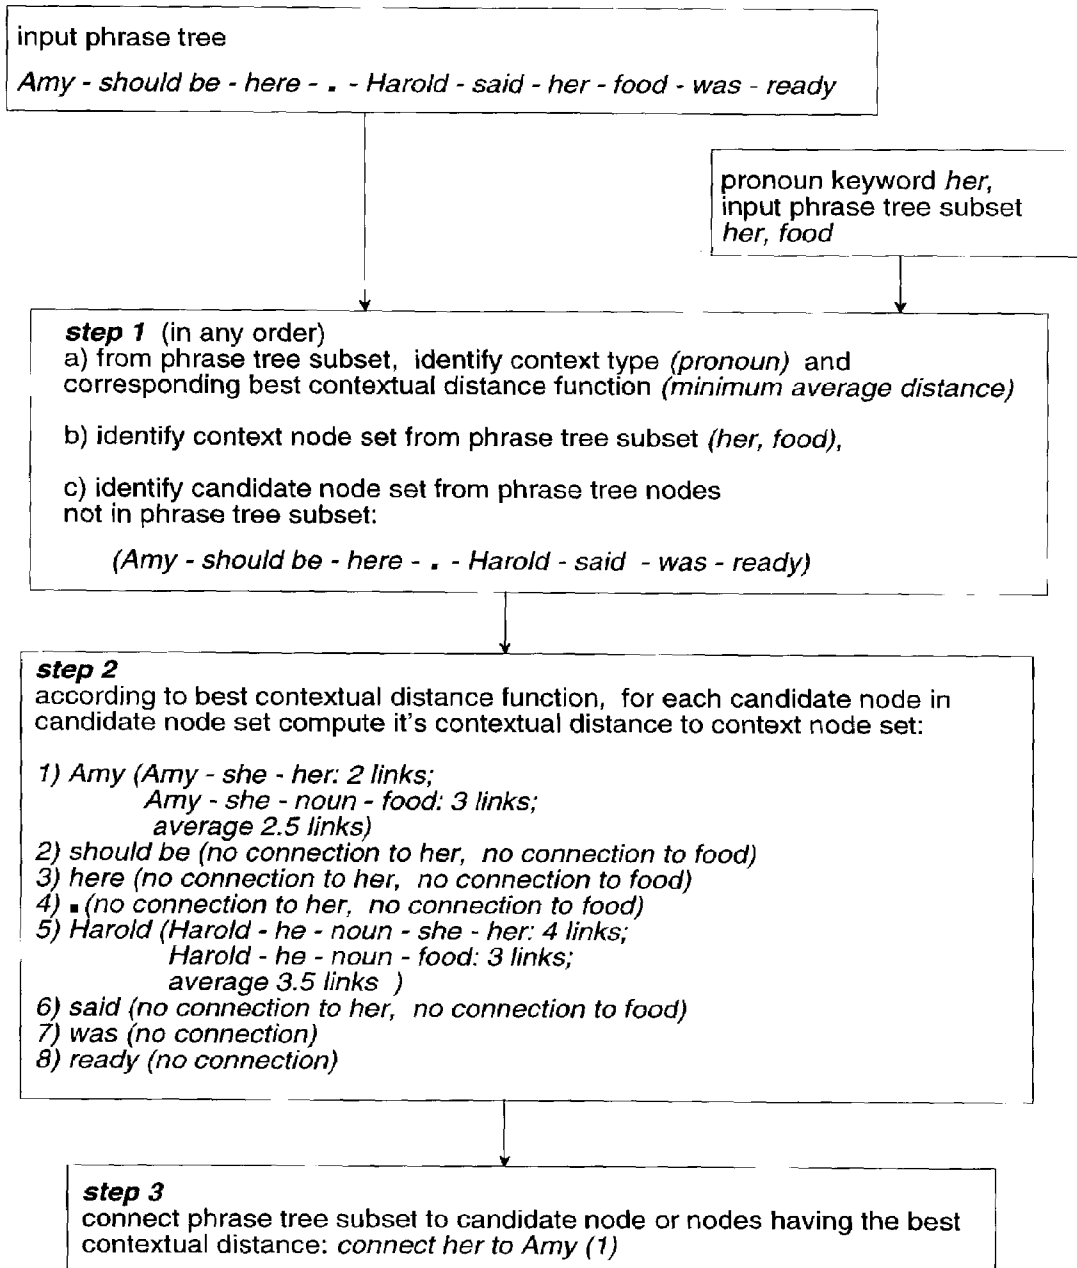 input phrase tree
Amy - should be - here - . - Harold - said - her - food - was - ready
pronoun keyword her,
input phrase tree subset
her, food
step 1 (in any order)
a) from phrase tree subset, identify context type (pronoun) and
corresponding best contextual distance function (minimum average distance)
b) identify context node set from phrase tree subset (her, food),
c) identify candidate node set from phrase tree nodes
not in phrase tree subset:
(Amy - should be - here - . - Harold - said - was - ready)
step 2
according to best contextual distance function, for each candidate node in
candidate node set compute it's contextual distance to context node set:
1) Amy (Amy - she - her: 2 links;
Amy - she - noun - food: 3 links;
average 2.5 links)
2) should be (no connection to her, no connection to food)
3) here (no connection to her, no connection to food)
4) . (no connection to her, no connection to food)
5) Harold (Harold - he - noun - she - her: 4 links;
Harold - he - noun - food: 3 links;
average 3.5 links )
6) said (no connection to her, no connection to food)
7) was (no connection)
8) ready (no connection)
step 3
connect phrase tree subset to candidate node or nodes having the best
contextual distance: connect her to Amy (1)